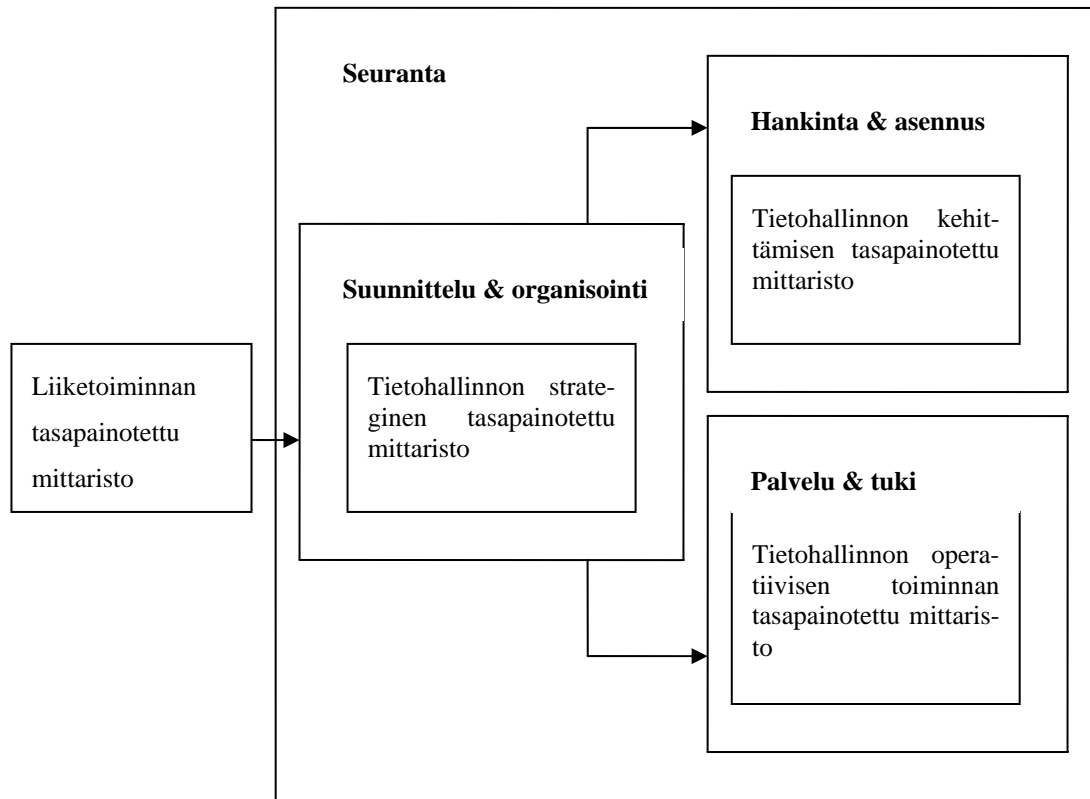 Seuranta
Hankinta & asennus
Tietohallinnon kehit-
tämisen tasapainotettu
mittaristo
Suunnittelu & organisointi
Tietohallinnon strate-
ginen tasapainotettu
mittaristo
Liiketoiminnan
tasapainotettu
mittaristo
Palvelu & tuki
Tietohallinnon opera-
tiivisen toiminnan
tasapainotettu mittaris-
to